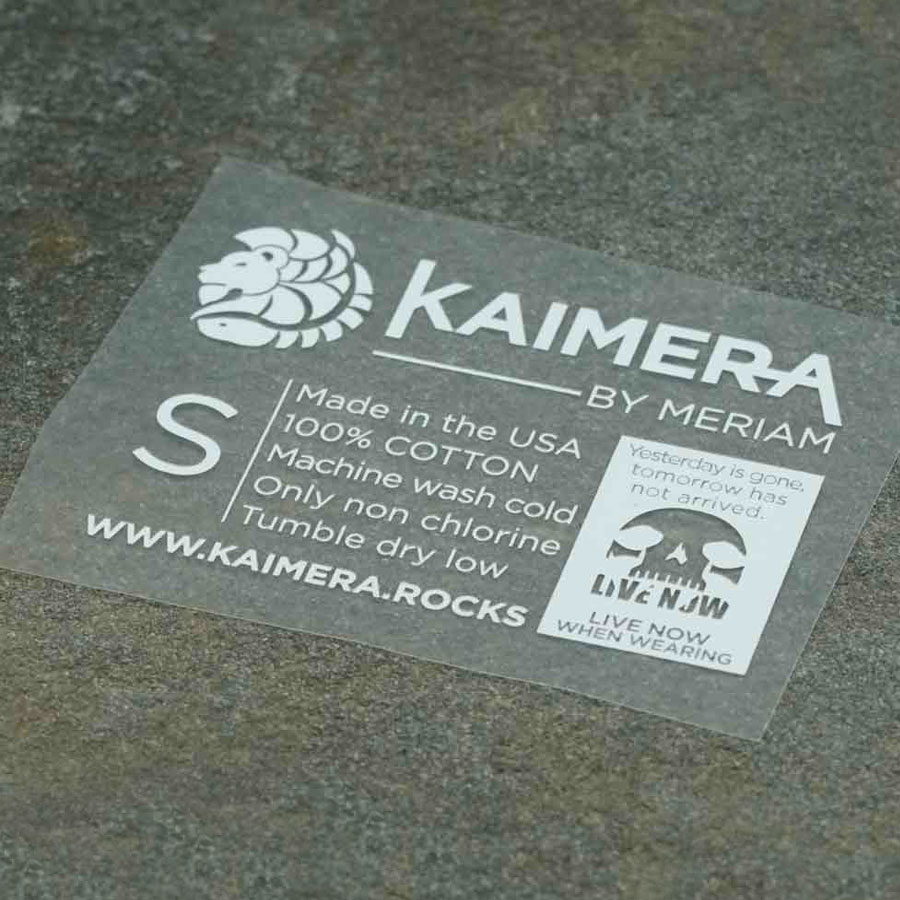 KAIMERA
BY MERIAM
S
Made in the USA
100% COTTON
Machine wash cold
Only non chlorine
Tumble dry low
WWW.KAIMERA.ROCKS
Yesterday is gone,
tomorrow has
not arrived.
LIVE NOW
LIVE NOW
WHEN WEARING